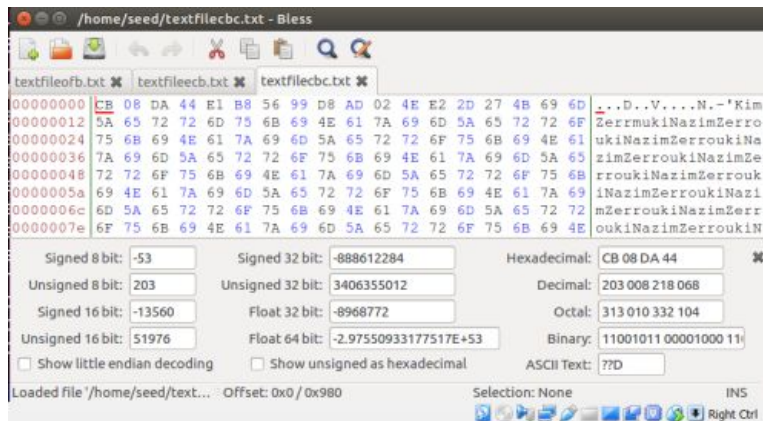 /home/seed/textfilecbc.txt - Bless
textfileofb.txt ✖ textfileecb.txt ✖ textfilecbc.txt ✖
00000000 CB 08 DA 44 E1 B8 56 99 D8 AD 02 4E E2 2D 27 4B 69 6D ...D..V....N.-'Kim
00000012 5A 65 72 72 6D 75 6B 69 4E 61 7A 69 6D 5A 65 72 72 6F ZerrmukiNazimZerro
00000024 75 6B 69 4E 61 7A 69 6D 5A 65 72 72 6F 75 6B 69 4E 61 ukiNazimZerroukiNa
00000036 7A 69 6D 5A 65 72 72 6F 75 6B 69 4E 61 7A 69 6D 5A 65 zimZerroukiNazimZe
00000048 72 72 6F 75 6B 69 4E 61 7A 69 6D 5A 65 72 72 6F 75 6B rroukiNazimZerrouk
0000005a 69 4E 61 7A 69 6D 5A 65 72 72 6F 75 6B 69 4E 61 7A 69 iNazimZerroukiNazi
0000006c 6D 5A 65 72 72 6F 75 6B 69 4E 61 7A 69 6D 5A 65 72 72 mZerroukiNazimZerr
0000007e 6F 75 6B 69 4E 61 7A 69 6D 5A 65 72 72 6F 75 6B 69 4E oukiNazimZerroukiN
Signed 8 bit: -53 Signed 32 bit: -888612284 Hexadecimal: CB 08 DA 44 ✖
Unsigned 8 bit: 203 Unsigned 32 bit: 3406355012 Decimal: 203 008 218 068
Signed 16 bit: -13560 Float 32 bit: -8968772 Octal: 313 010 332 104
Unsigned 16 bit: 51976 Float 64 bit: -2.97550933177517E+53 Binary: 11001011 00001000 11
Show little endian decoding Show unsigned as hexadecimal ASCII Text: ??D
Loaded file '/home/seed/text... Offset: 0x0 / 0x980 Selection: None INS
Right Ctrl